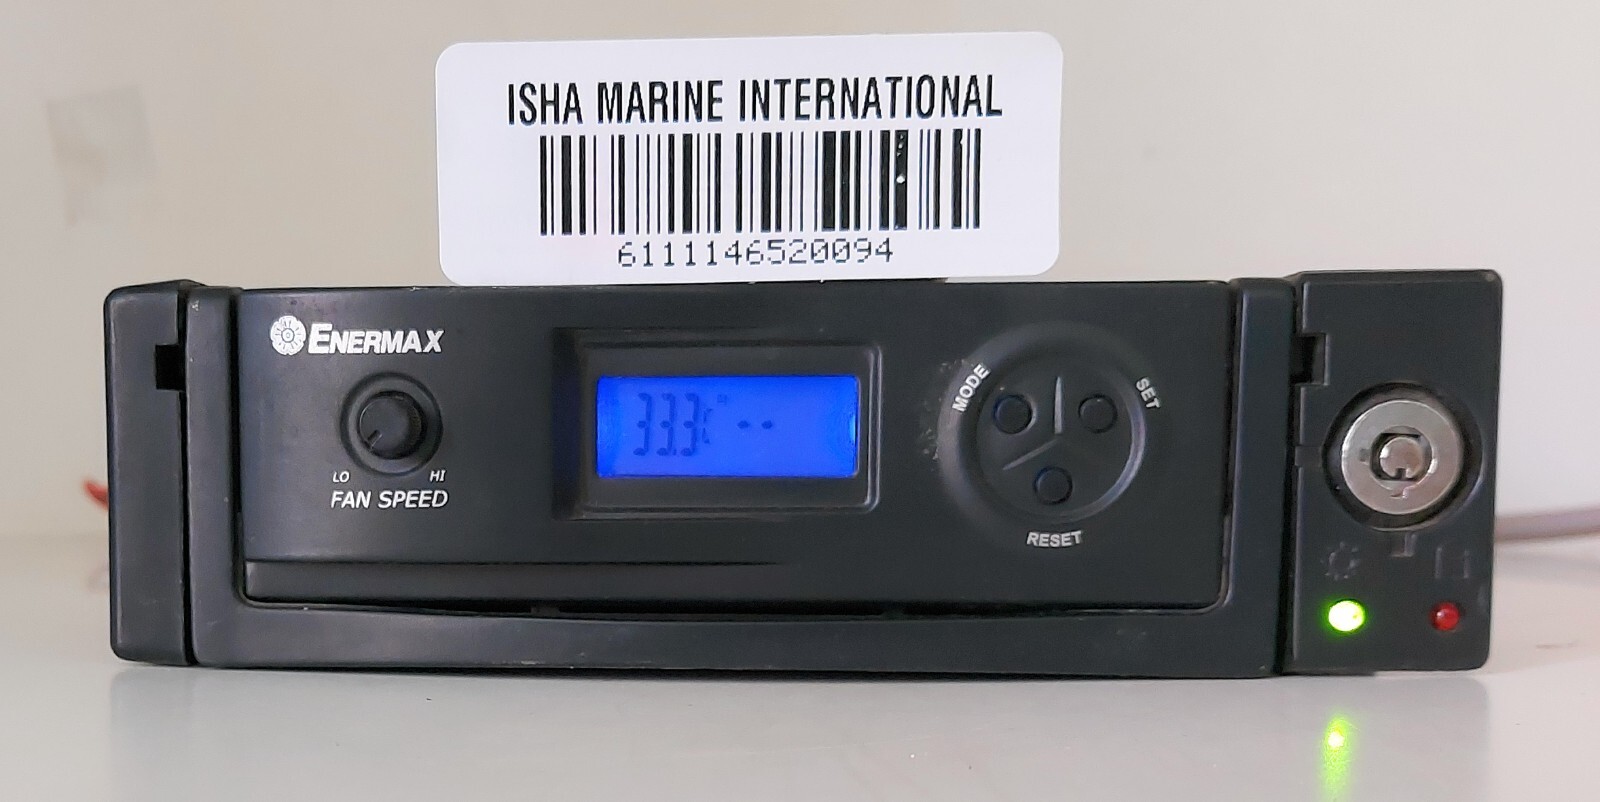 ISHA MARINE INTERNATIONAL
6111146520094
ENERMAX
LO HI
FAN SPEED
33.3
--
MODE
SET
RESET